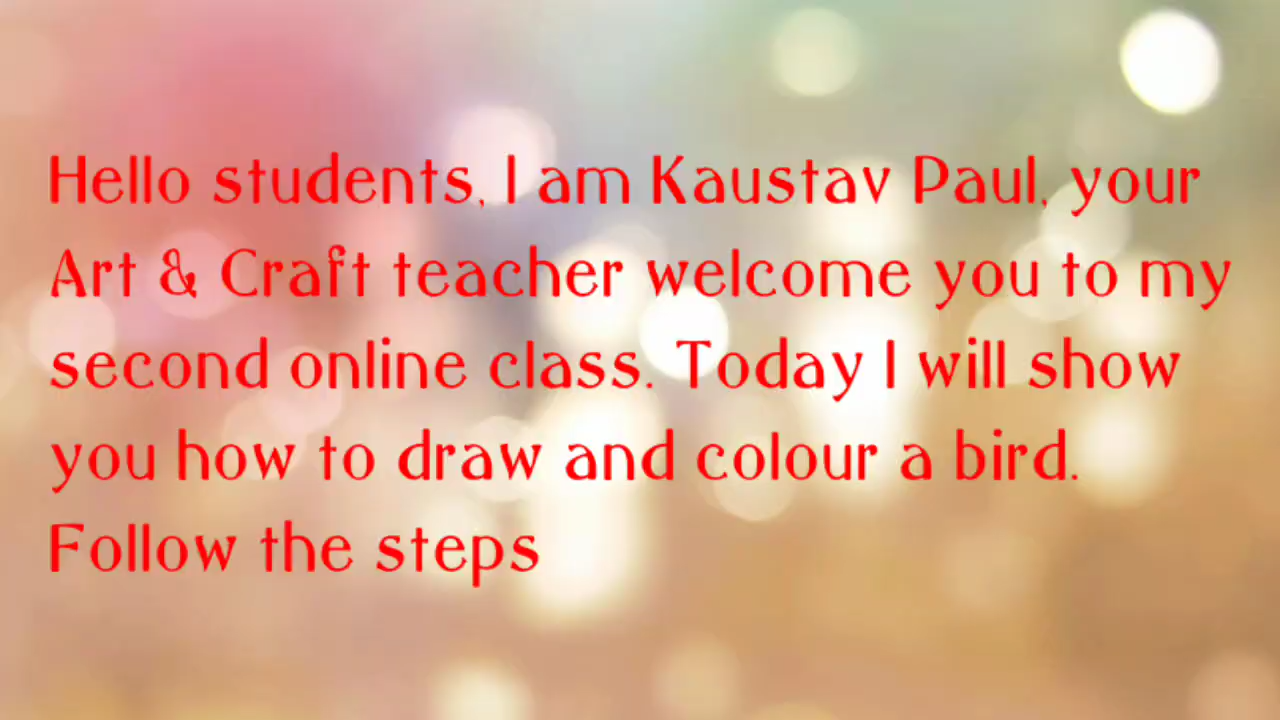 Hello students, I am Kaustav Paul, your
Art & Craft teacher welcome you to my
second online class. Today I will show
you how to draw and colour a bird.
Follow the steps